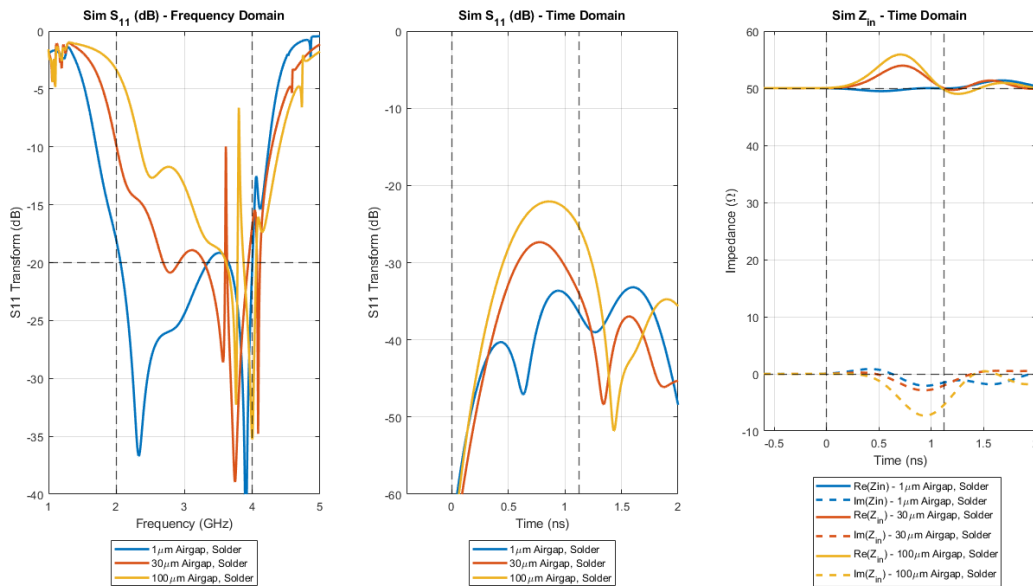 Sim S11 (dB) - Frequency Domain
0
-5
-10
-15
-20
-25
-30
-35
-40
S11 Transform (dB)
1
2
3
4
5
Frequency (GHz)
1μm Airgap, Solder
30μm Airgap, Solder
100μm Airgap, Solder
Sim S11 (dB) - Time Domain
0
-10
-20
-30
-40
-50
-60
S11 Transform (dB)
0
0.5
1
1.5
2
Time (ns)
1μm Airgap, Solder
30μm Airgap, Solder
100μm Airgap, Solder
Sim Zin - Time Domain
60
50
40
30
20
10
0
-10
Impedance (Ω)
-0.5
0
0.5
1
1.5
Time (ns)
Re(Zin) - 1μm Airgap, Solder
Im(Zin) - 1μm Airgap, Solder
Re(Zin) - 30μm Airgap, Solder
Im(Zin) - 30μm Airgap, Solder
Re(Zin) - 100μm Airgap, Solder
Im(Zin) - 100μm Airgap, Solder